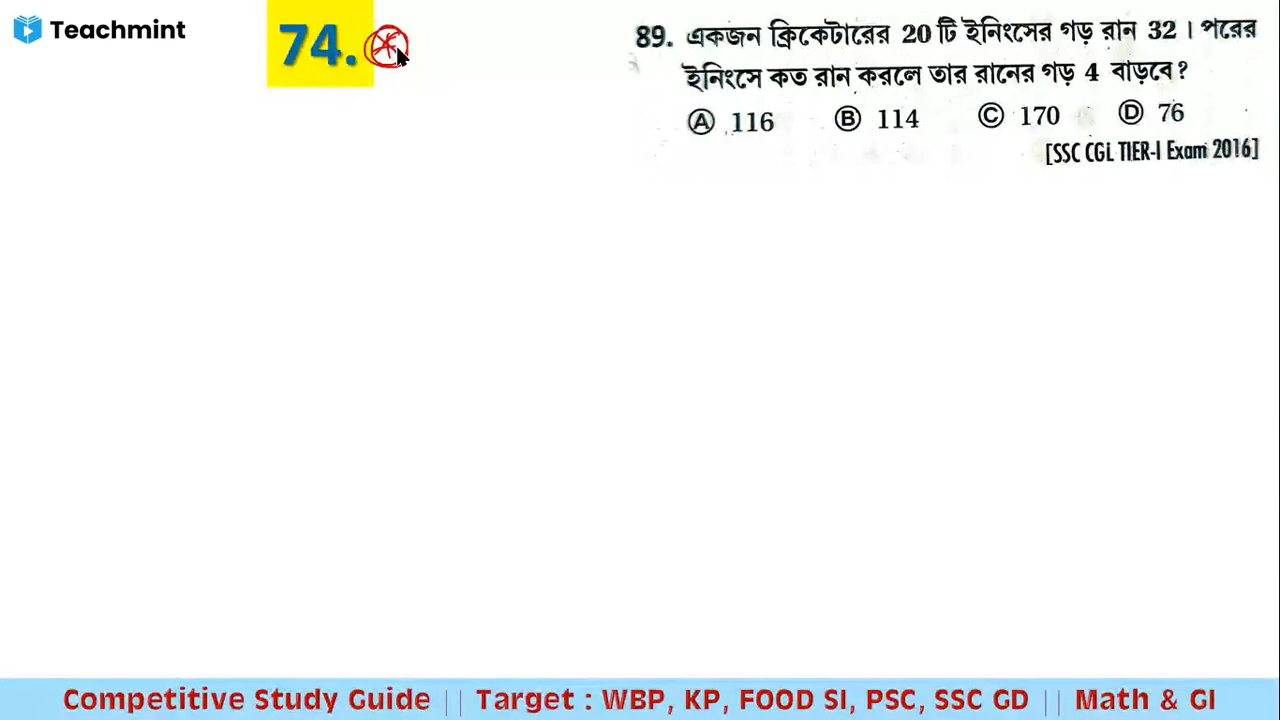 Teachmint
74.
89. একজন ক্রিকেটারের 20 টি ইনিংসের গড় রান 32 । পরের
ইনিংসে কত রান করলে তার রানের গড় 4 বাড়বে ?
Ⓐ 116 Ⓑ 114 Ⓒ 170 Ⓓ 76
[SSC CGL TIER-I Exam 2016]
Competitive Study Guide || Target : WBP, KP, FOOD SI, PSC, SSC GD || Math & GI